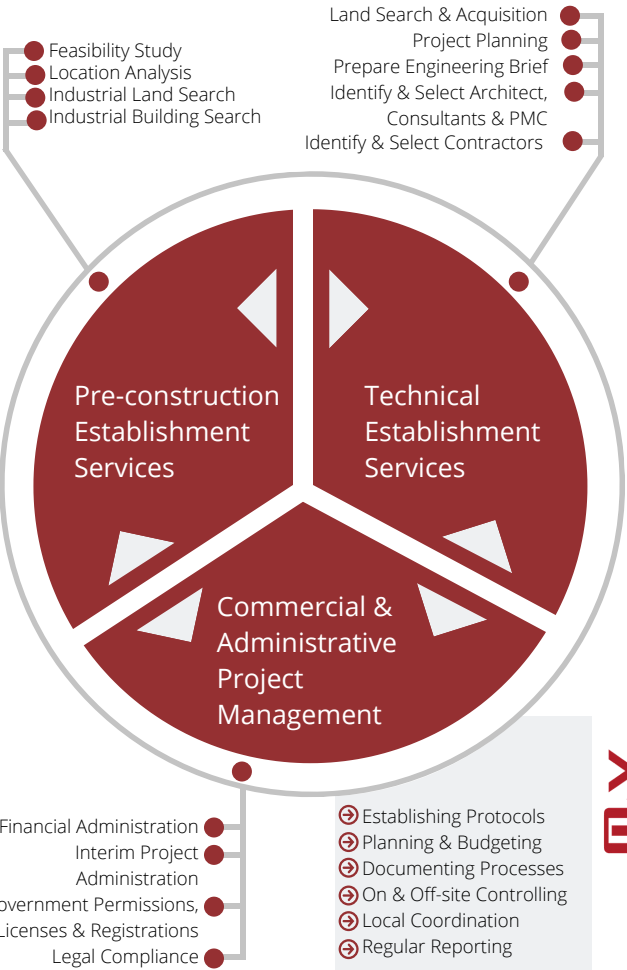 Feasibility Study
Location Analysis
Industrial Land Search
Industrial Building Search
Land Search & Acquisition
Project Planning
Prepare Engineering Brief
Identify & Select Architect,
Consultants & PMC
Identify & Select Contractors
Pre-construction
Establishment
Services
Technical
Establishment
Services
Commercial &
Administrative
Project
Management
Financial Administration
Interim Project
Administration
Permissions,
Licenses & Registrations
Legal Compliance
Establishing Protocols
Planning & Budgeting
Documenting Processes
On & Off-site Controlling
Local Coordination
Regular Reporting